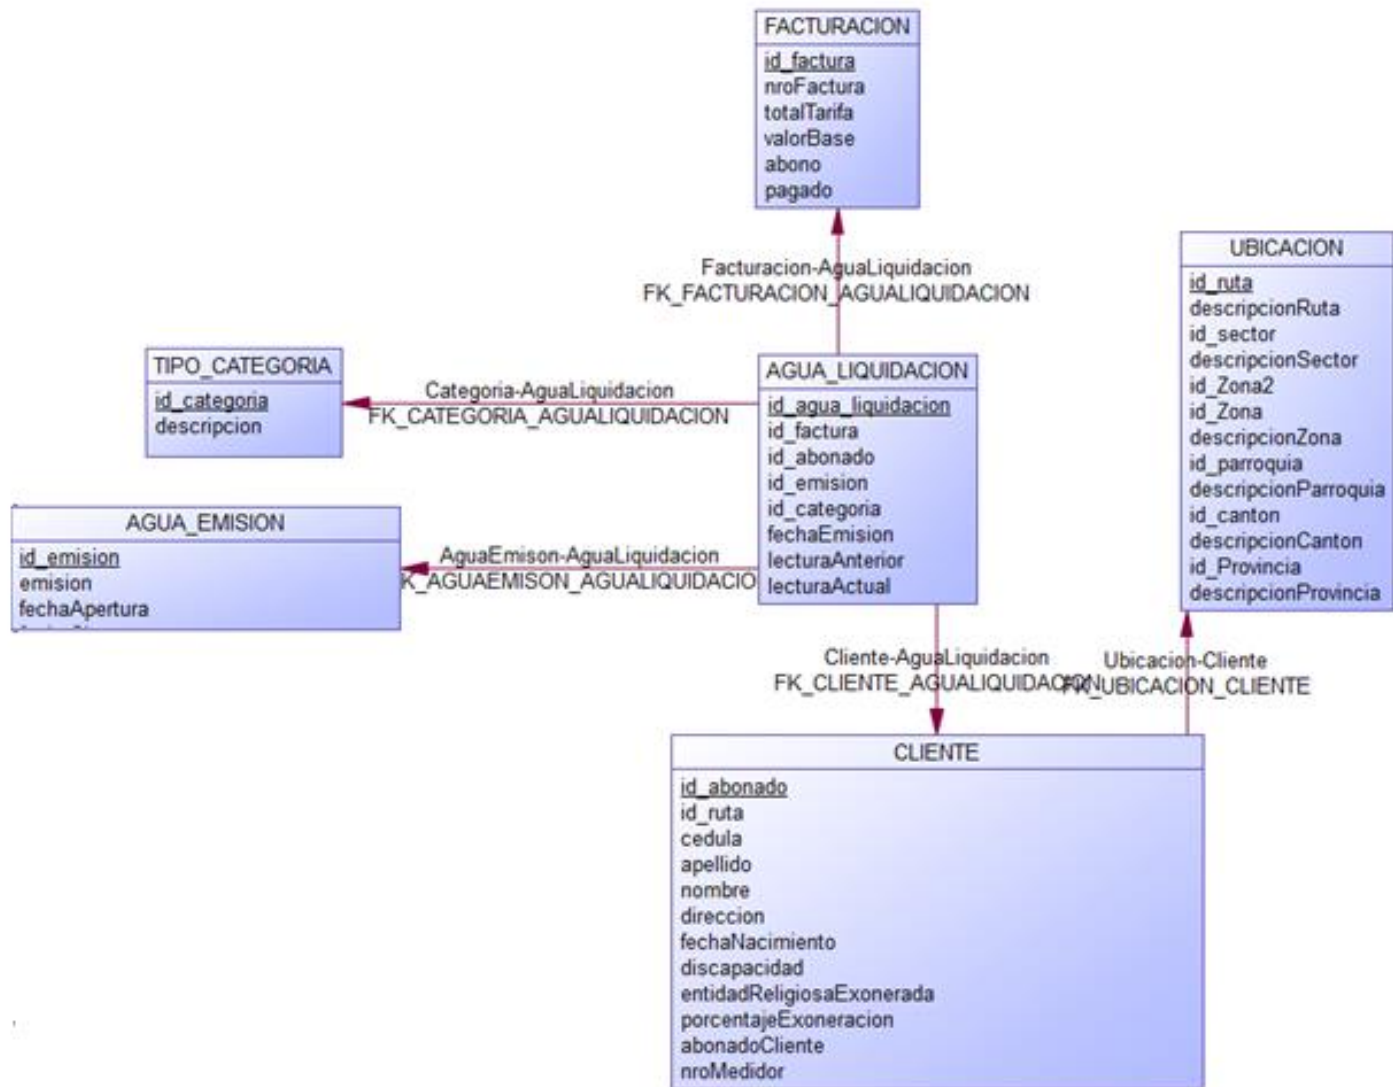 FACTURACION
id_factura
nroFactura
totalTarifa
valorBase
abono
pagado
Facturacion-AguaLiquidacion
FK_FACTURACION_AGUALIQUIDACION
UBICACION
id_ruta
descripcionRuta
id_sector
descripcionSector
id_Zona2
id_Zona
descripcionZona
id_parroquia
descripcionParroquia
id_canton
descripcionCanton
id_Provincia
descripcionProvincia
TIPO_CATEGORIA
id_categoria
descripcion
Categoria-AguaLiquidacion
FK_CATEGORIA_AGUALIQUIDACION
AGUA_LIQUIDACION
id_agua_liquidacion
id_factura
id_abonado
id_emision
id_categoria
fechaEmision
lecturaAnterior
lecturaActual
AGUA_EMISION
id_emision
emision
fechaApertura
AguaEmison-AguaLiquidacion
K_AGUAEMISON_AGUALIQUIDACIO
Cliente-AguaLiquidacion
FK_CLIENTE_AGUALIQUIDACION
Ubicacion-Cliente
FK_UBICACION_CLIENTE
CLIENTE
id_abonado
id_ruta
cedula
apellido
nombre
direccion
fechaNacimiento
discapacidad
entidadReligiosaExonerada
porcentajeExoneracion
abonadoCliente
nroMedidor